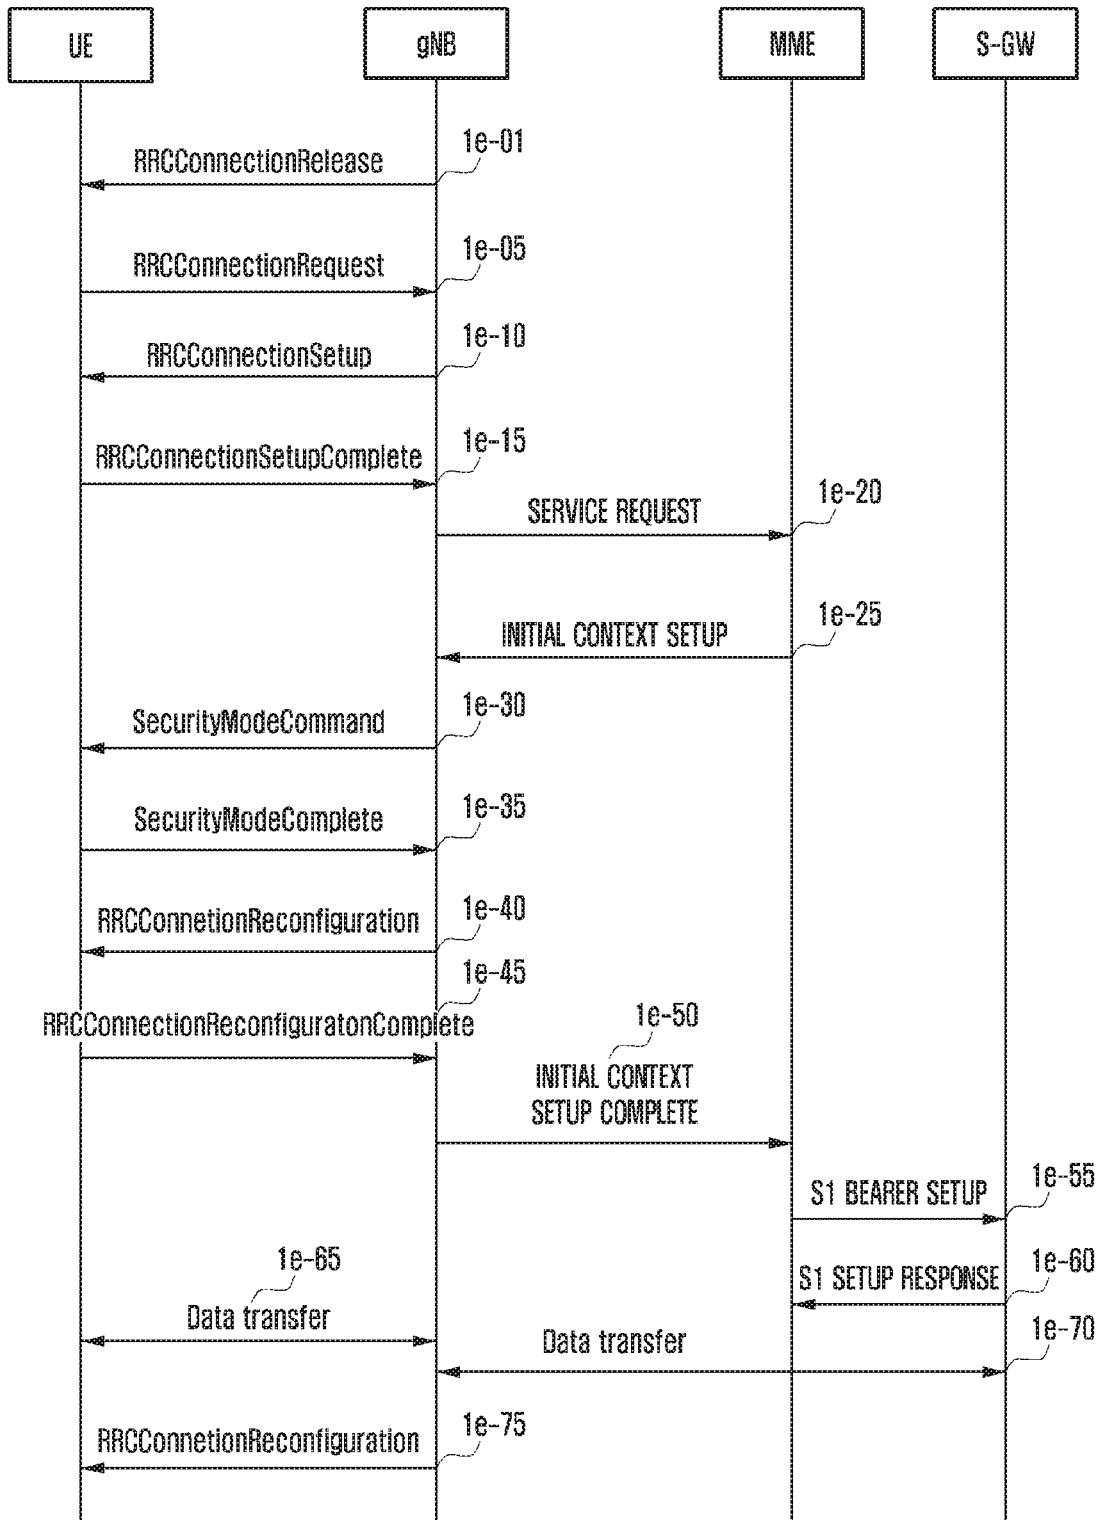 UE gNB MME S-GW
1e-01
RRCConnectionRelease
1e-05
RRCConnectionRequest
1e-10
RRCConnectionSetup
1e-15
RRCConnectionSetupComplete
1e-20
SERVICE REQUEST
1e-25
INITIAL CONTEXT SETUP
1e-30
SecurityModeCommand
1e-35
SecurityModeComplete
1e-40
RRCConnetionReconfiguration
1e-45
RRCConnectionReconfiguratonComplete
1e-50
INITIAL CONTEXT
SETUP COMPLETE
1e-55
S1 BEARER SETUP
1e-60
S1 SETUP RESPONSE
1e-65
Data transfer
1e-70
Data transfer
1e-75
RRCConnetionReconfiguration